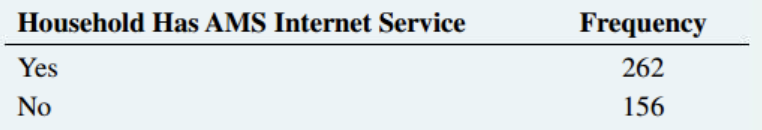 Household Has AMS Internet Service Frequency
Yes 262
No 156